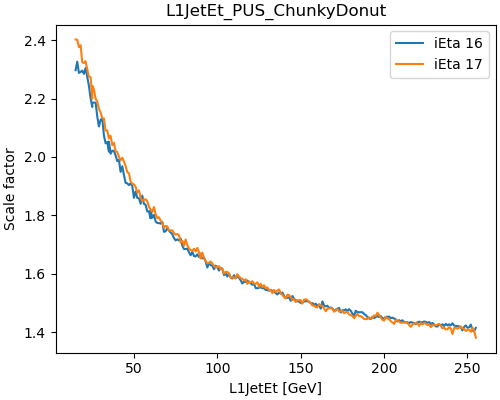 L1JetEt_PUS_ChunkyDonut
iEta 16
iEta 17
Scale factor
2.4
2.2
2.0
1.8
1.6
1.4
50
100
150
200
250
L1JetEt [GeV]